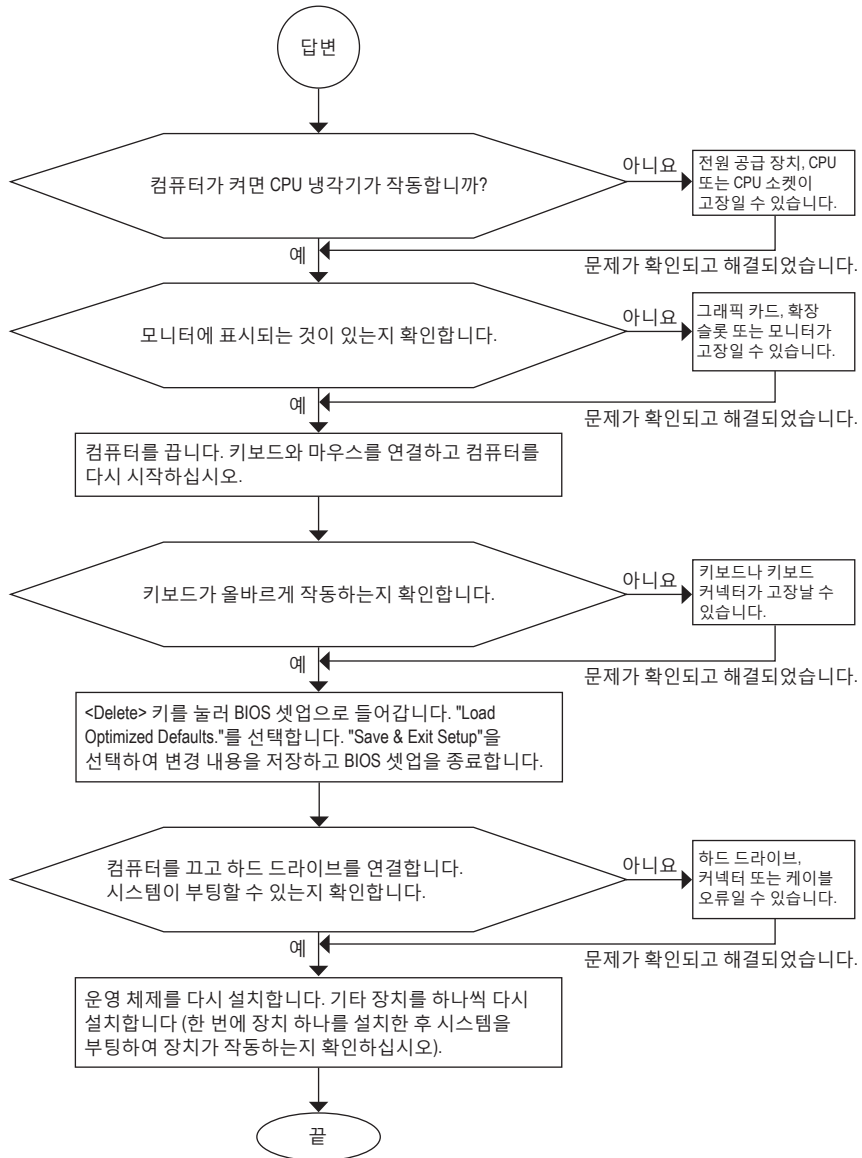 답변
컴퓨터가 켜면 CPU 냉각기가 작동합니까?
아니요
전원 공급 장치, CPU
또는 CPU 소켓이
고장일 수 있습니다.
예
문제가 확인되고 해결되었습니다.
모니터에 표시되는 것이 있는지 확인합니다.
아니요
그래픽 카드, 확장
슬롯 또는 모니터가
고장일 수 있습니다.
예
문제가 확인되고 해결되었습니다.
컴퓨터를 끕니다. 키보드와 마우스를 연결하고 컴퓨터를
다시 시작하십시오.
키보드가 올바르게 작동하는지 확인합니다.
아니요
키보드나 키보드
커넥터가 고장날 수
있습니다.
예
문제가 확인되고 해결되었습니다.
<Delete> 키를 눌러 BIOS 셋업으로 들어갑니다. "Load
Optimized Defaults."를 선택합니다. "Save & Exit Setup"을
선택하여 변경 내용을 저장하고 BIOS 셋업을 종료합니다.
컴퓨터를 끄고 하드 드라이브를 연결합니다.
시스템이 부팅할 수 있는지 확인합니다.
아니요
하드 드라이브,
커넥터 또는 케이블
오류일 수 있습니다.
예
문제가 확인되고 해결되었습니다.
운영 체제를 다시 설치합니다. 기타 장치를 하나씩 다시
설치합니다 (한 번에 장치 하나를 설치한 후 시스템을
부팅하여 장치가 작동하는지 확인하십시오).
끝